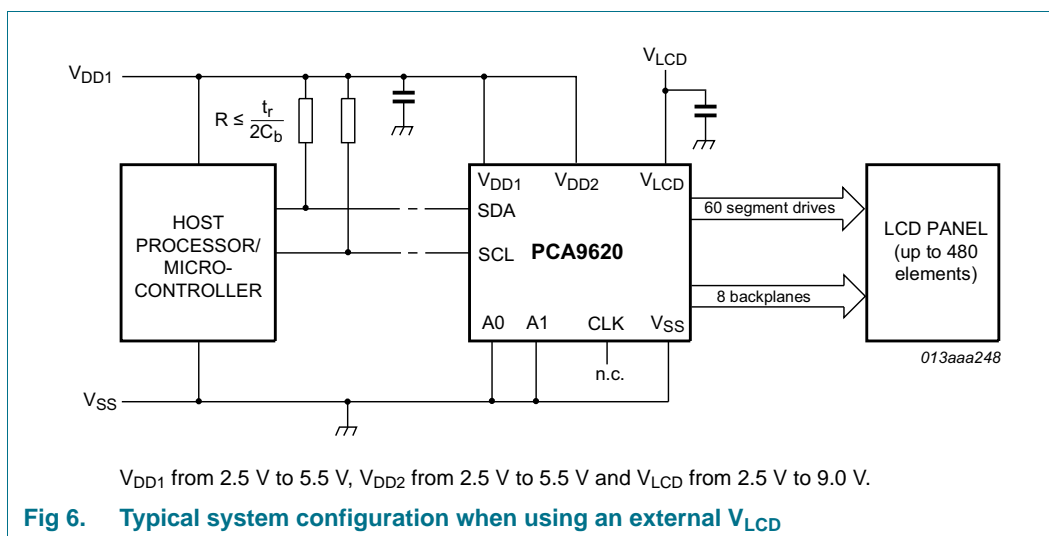 VLCD
VDD1
R ≤ tr
2Cb
VDD1 VDD2 VLCD
SDA
SCL
PCA9620
A0 A1 CLK VSS
n.c.
HOST
PROCESSOR/
MICRO-
CONTROLLER
60 segment drives
8 backplanes
LCD PANEL
(up to 480
elements)
013aaa248
VSS
VDD1 from 2.5 V to 5.5 V, VDD2 from 2.5 V to 5.5 V and VLCD from 2.5 V to 9.0 V.
Fig 6. Typical system configuration when using an external VLCD